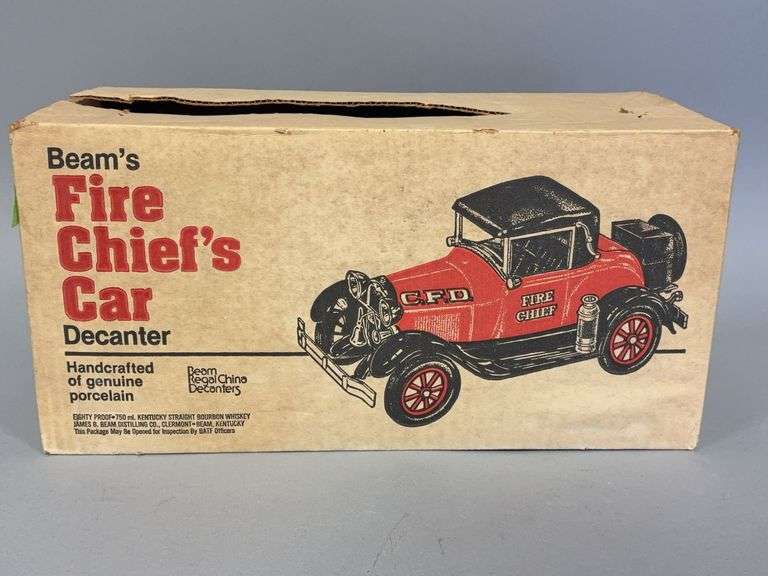 Beam's
Fire
Chief's
Car
Decanter
Handcrafted
of genuine
porcelain
Beam
Regal China
Decanters
EIGHTY PROOF•750 ml. KENTUCKY STRAIGHT BOURBON WHISKEY
JAMES B. BEAM DISTILLING CO., CLERMONT•BEAM, KENTUCKY
This Package May Be Opened for Inspection By BATF Officers
C.F.D.
FIRE
CHIEF